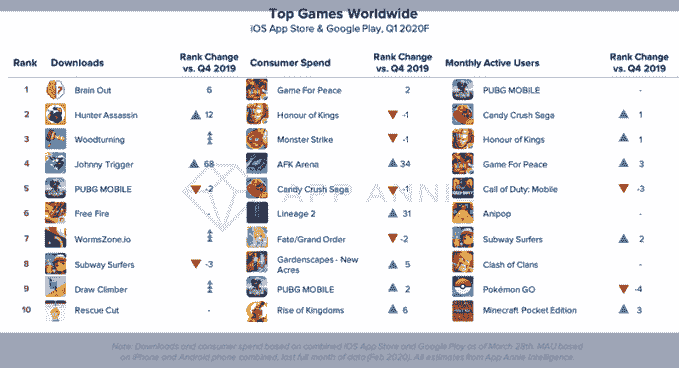 Top Games Worldwide
iOS App Store & Google Play, Q1 2020F
Rank Downloads Rank Change vs. Q4 2019 Consumer Spend Rank Change vs. Q4 2019 Monthly Active Users Rank Change vs. Q4 2019
1 Brain Out 6 Game For Peace 2 PUBG MOBILE -
2 Hunter Assassin 12 Honour of Kings -1 Candy Crush Saga 1
3 Woodturning Monster Strike -1 Honour of Kings 1
4 Johnny Trigger 68 AFK Arena 34 Game For Peace 3
5 PUBG MOBILE -2 Candy Crush Saga -1 Call of Duty: Mobile -3
6 Free Fire - Lineage 2 31 Anipop -
7 WormsZone.io Fate/Grand Order -2 Subway Surfers 2
8 Subway Surfers -3 Gardenscapes - New Acres 5 Clash of Clans -
9 Draw Climber PUBG MOBILE 2 Pokémon GO -4
10 Rescue Cut - Rise of Kingdoms 6 Minecraft Pocket Edition 3
APP ANNIE
Note: Downloads and consumer spend based on combined iOS App Store and Google Play as of March 28th. MAU based
on iPhone and Android phone combined, last full month of data (Feb 2020). All estimates from App Annie Intelligence.